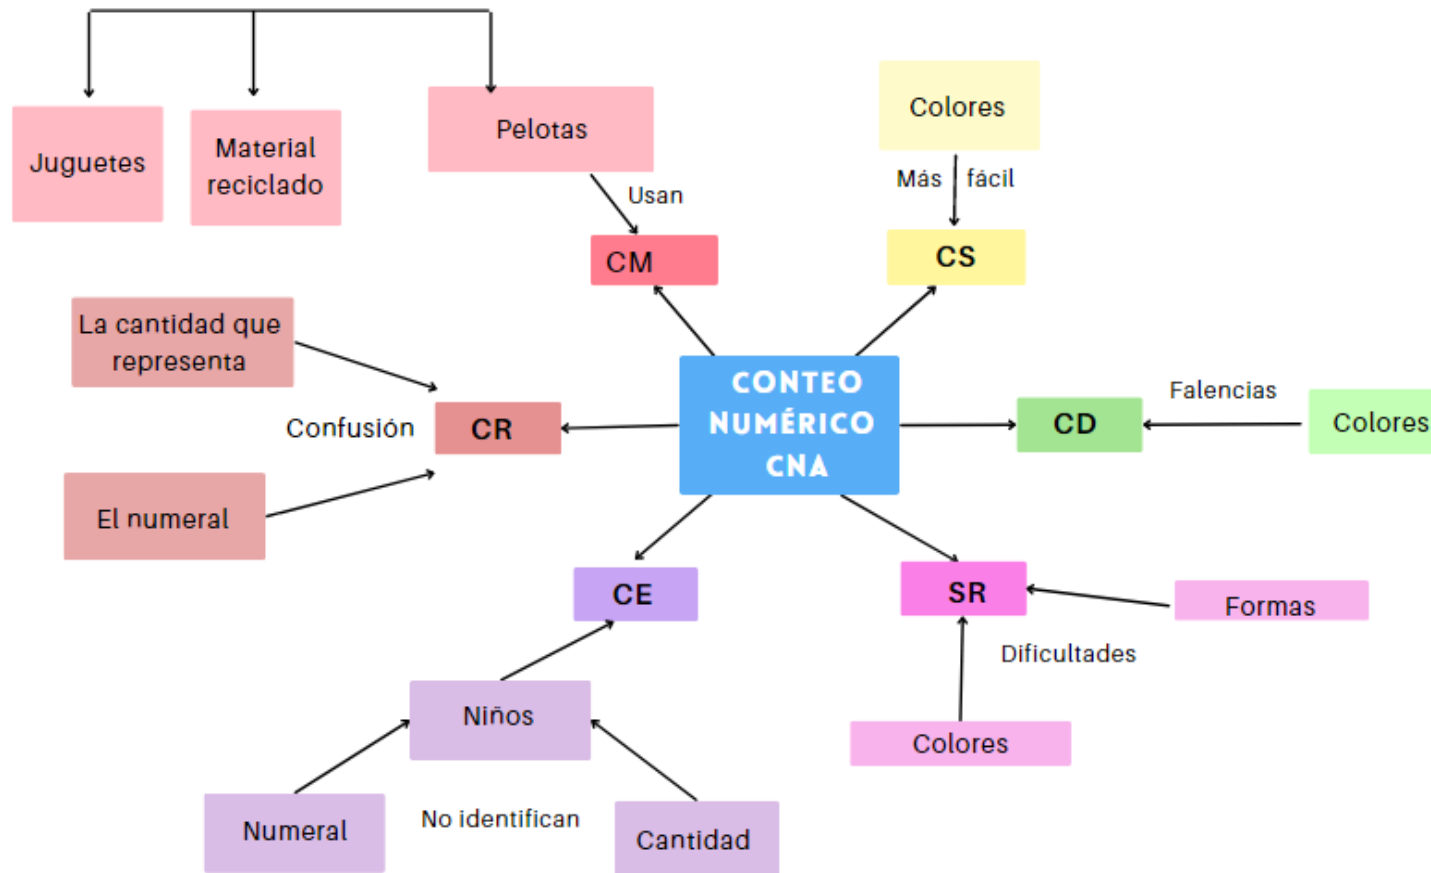 Juguetes
Material
reciclado
Pelotas
Colores
Más fácil
Usan
CM
CS
La cantidad que
representa
CONTEO
NUMÉRICO
CNA
Falencias
Colores
Confusión
CR
CD
El numeral
CE
SR
Formas
Dificultades
Niños
Colores
Numeral
No identifican
Cantidad